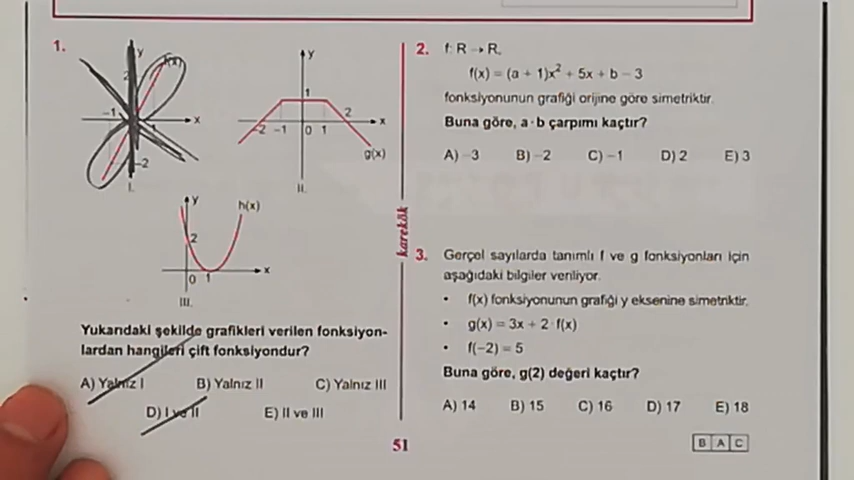 1.
y
f(x)
2
-1
x
1
-2
I.
y
1
-2 -1 0 1 2 x
g(x)
II.
y
h(x)
2
0 1 x
III.
Yukarıdaki şekilde grafikleri verilen fonksiyon-
lardan hangileri çift fonksiyondur?
A) Yalnız I B) Yalnız II C) Yalnız III
D) I ve II E) II ve III
karekök
2. f: R → R,
f(x) = (a + 1)x² + 5x + b – 3
fonksiyonunun grafiği orijine göre simetriktir.
Buna göre, a · b çarpımı kaçtır?
A) –3 B) –2 C) –1 D) 2 E) 3
3. Gerçel sayılarda tanımlı f ve g fonksiyonları için
aşağıdaki bilgiler veriliyor.
• f(x) fonksiyonunun grafiği y eksenine simetriktir.
• g(x) = 3x + 2 · f(x)
• f(–2) = 5
Buna göre, g(2) değeri kaçtır?
A) 14 B) 15 C) 16 D) 17 E) 18
51
B A C